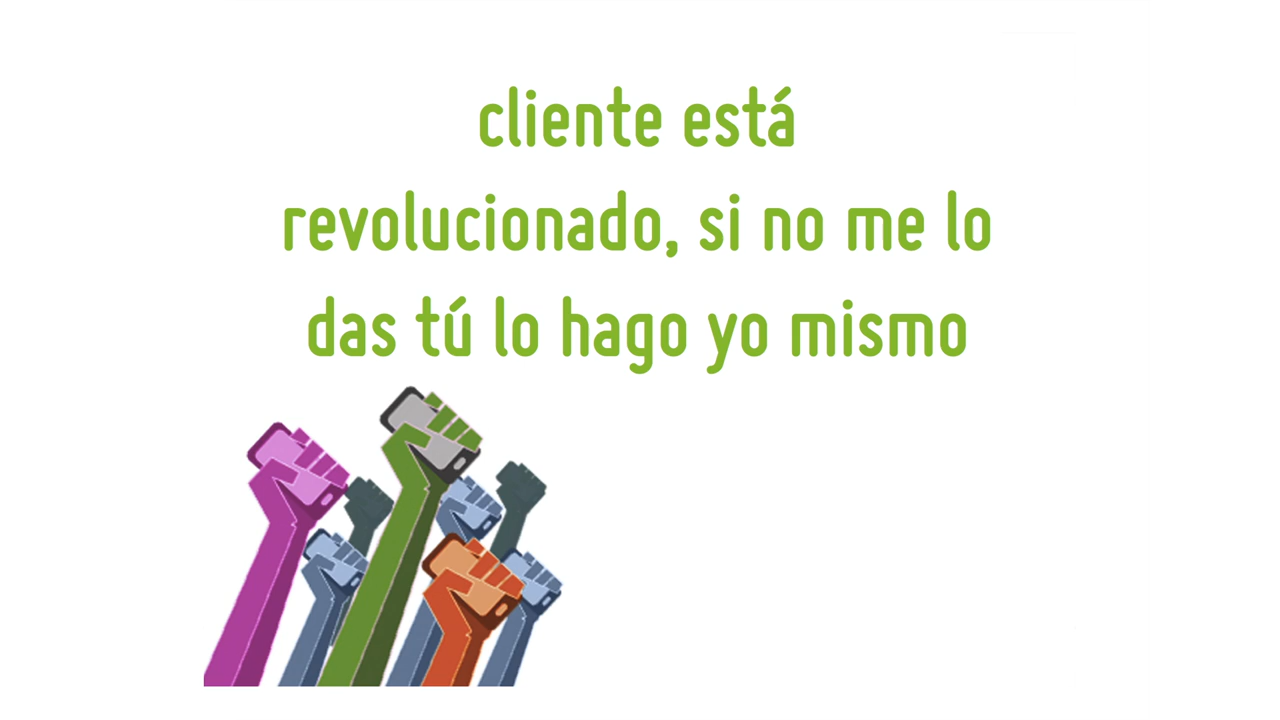 cliente está
revolucionado, si no me lo
das tú lo hago yo mismo